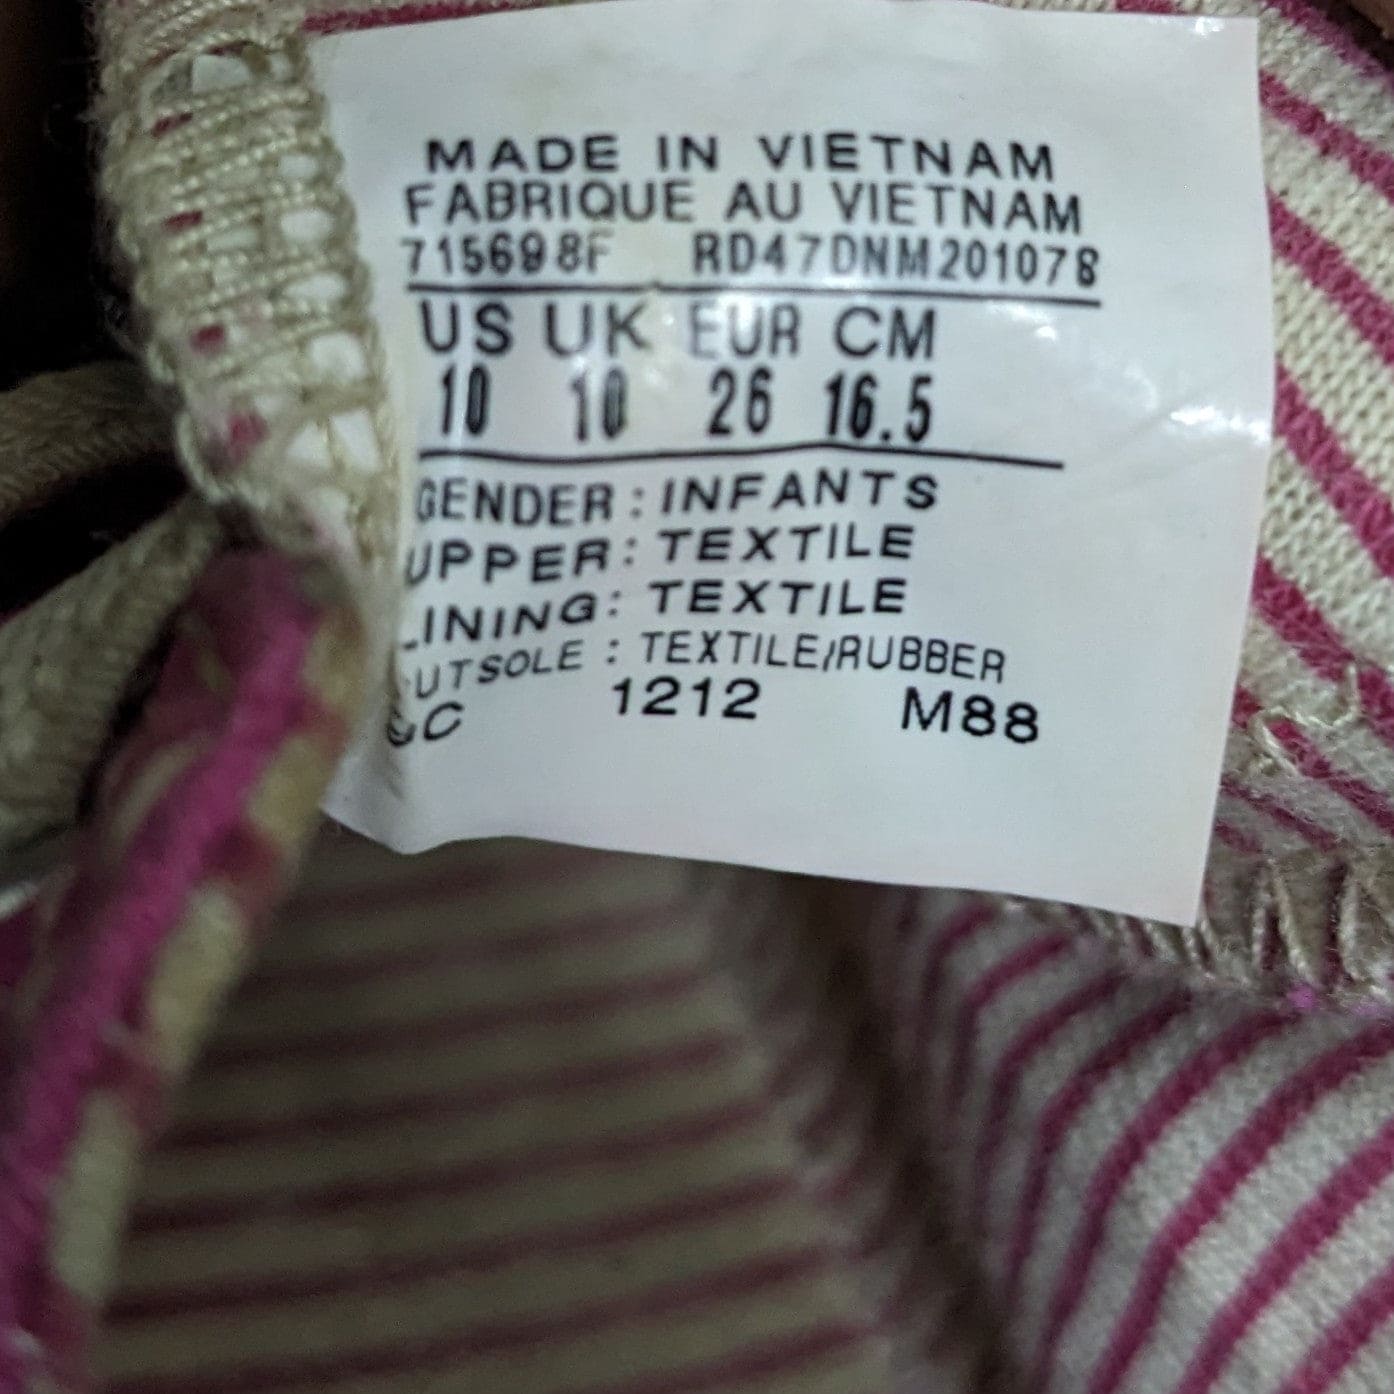 MADE IN VIETNAM
FABRIQUE AU VIETNAM
715698F RD47DNM201078
US UK EUR CM
10 10 26 16.5
GENDER : INFANTS
UPPER : TEXTILE
LINING : TEXTILE
OUTSOLE : TEXTILE/RUBBER
1212 M88